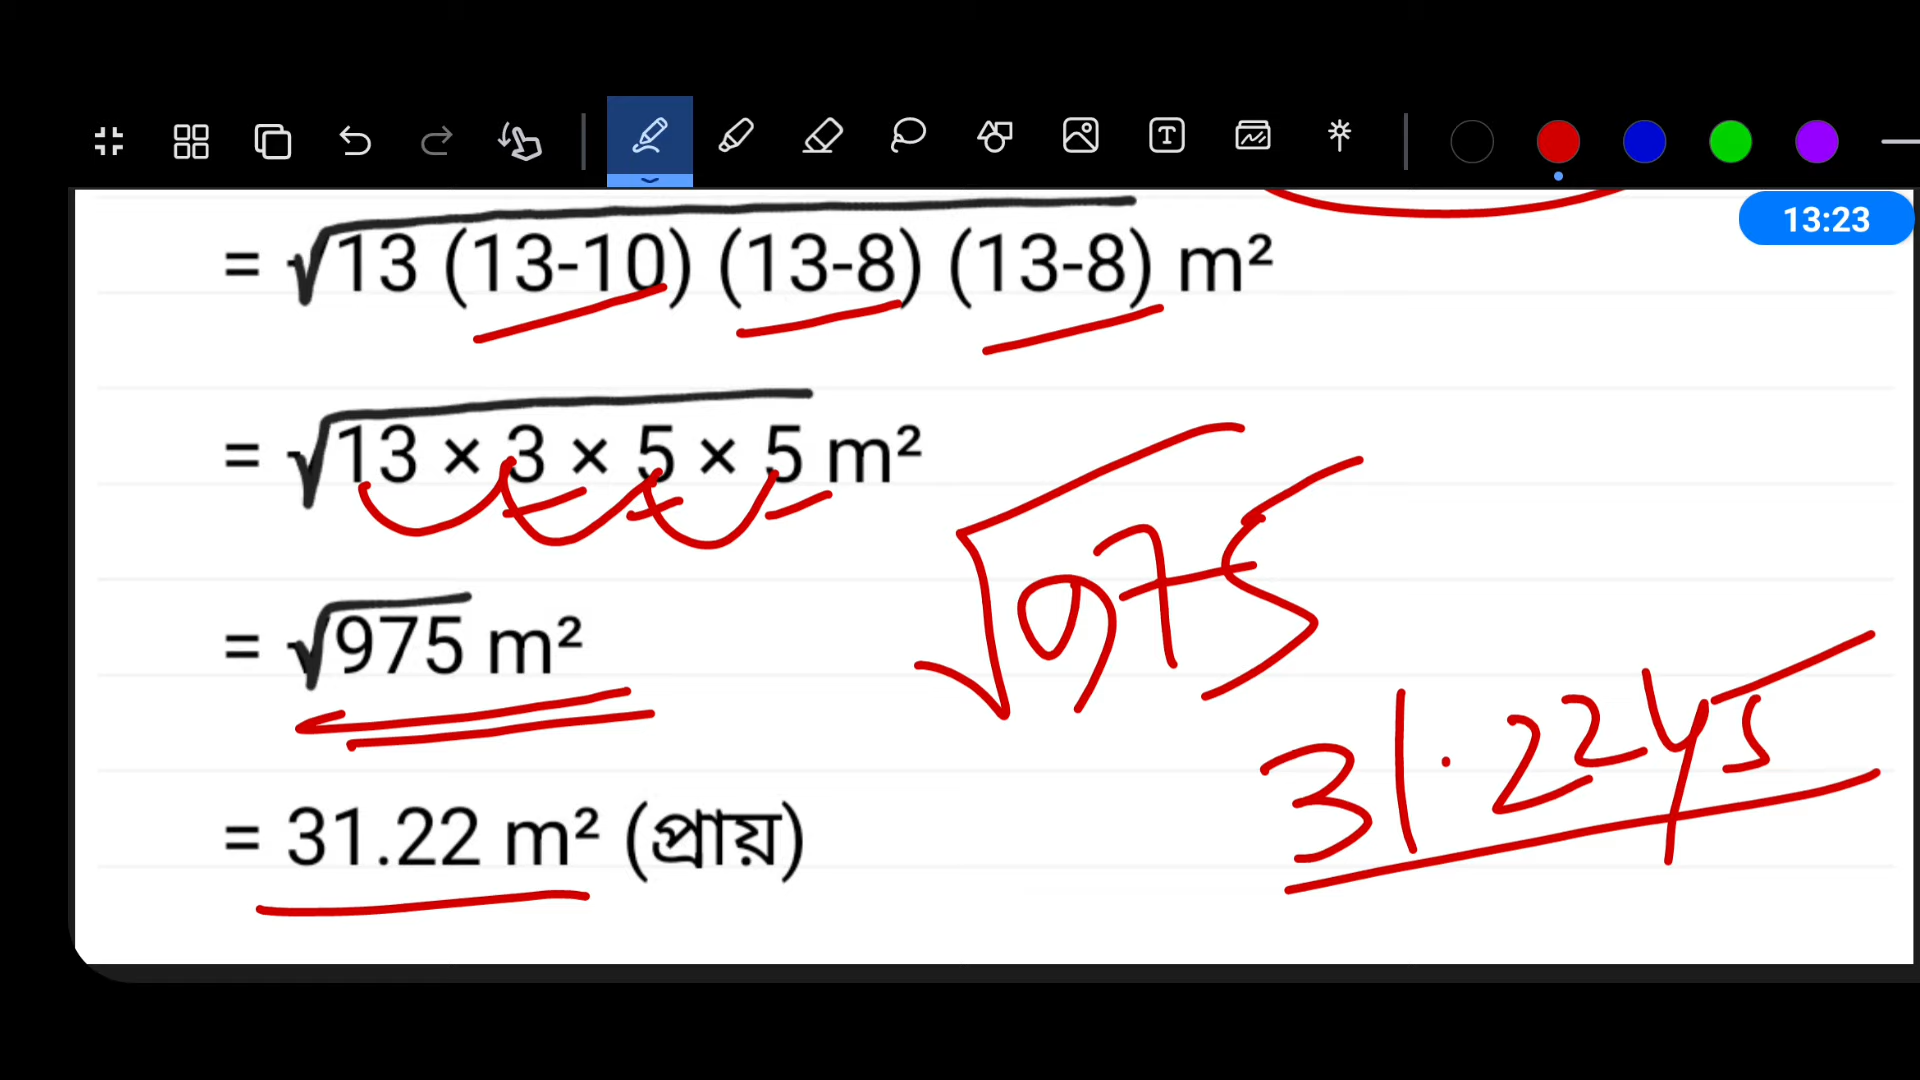 13:23
= √13 (13-10) (13-8) (13-8) m²
= √13 × 3 × 5 × 5 m²
√975
= √975 m²
31.2245
= 31.22 m² (প্রায়)